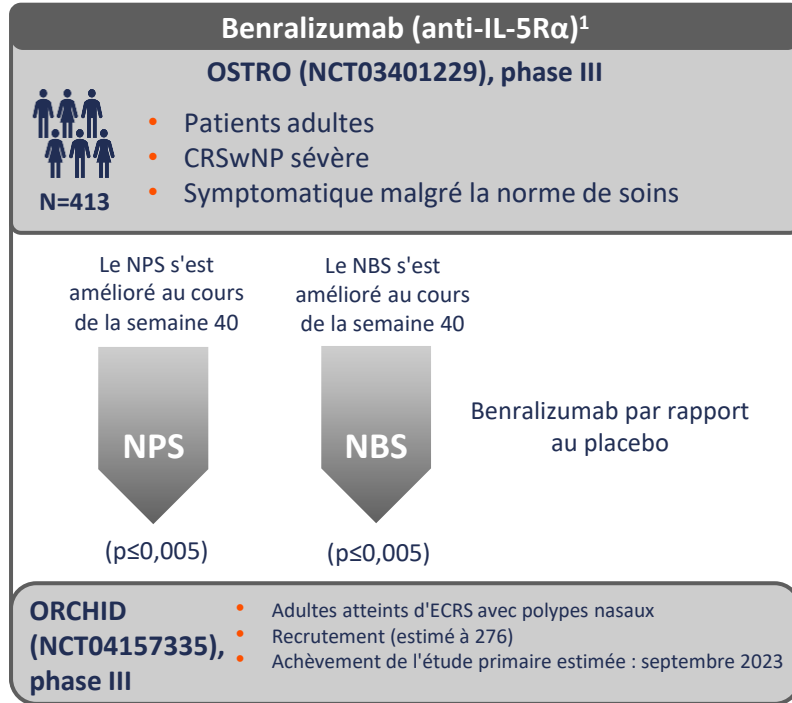 Benralizumab (anti-IL-5Rα)¹
OSTRO (NCT03401229), phase III
• Patients adultes
• CRSwNP sévère
• Symptomatique malgré la norme de soins
N=413
Le NPS s'est
amélioré au cours
de la semaine 40
Le NBS s'est
amélioré au cours
de la semaine 40
NPS
NBS
Benralizumab par rapport
au placebo
(p≤0,005)
(p≤0,005)
ORCHID
(NCT04157335),
phase III
• Adultes atteints d'ECRS avec polypes nasaux
• Recrutement (estimé à 276)
• Achèvement de l'étude primaire estimée : septembre 2023